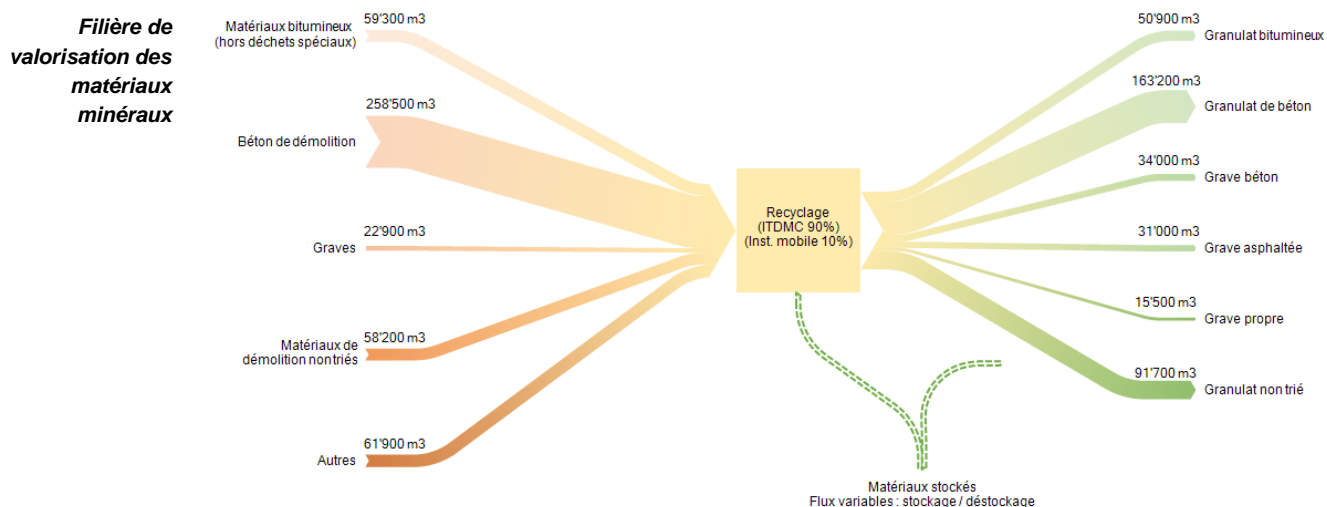 Filière de
valorisation des
matériaux
minéraux
59'300 m3
Matériaux bitumineux
(hors déchets spéciaux)
258'500 m3
Béton de démolition
22'900 m3
Graves
58'200 m3
Matériaux de
démolition non triés
61'900 m3
Autres
Recyclage
(ITDMC 90%)
(Inst. mobile 10%)
50'900 m3
Granulat bitumineux
163'200 m3
Granulat de béton
34'000 m3
Grave béton
31'000 m3
Grave asphaltée
15'500 m3
Grave propre
91'700 m3
Granulat non trié
Matériaux stockés
Flux variables : stockage / déstockage